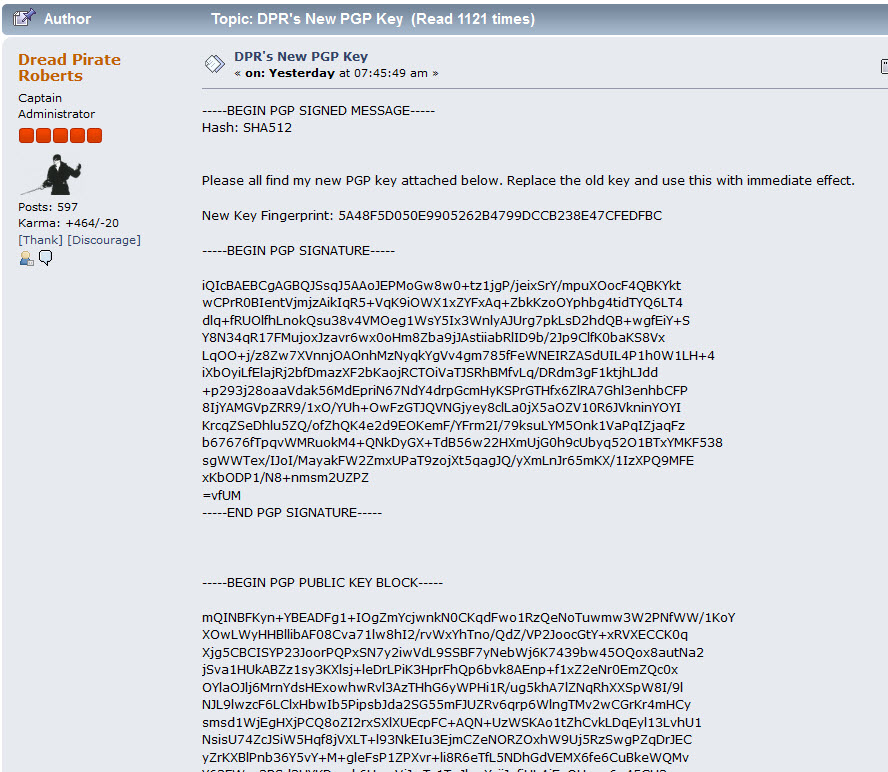 Author
Topic: DPR's New PGP Key (Read 1121 times)
Dread Pirate
Roberts
Captain
Administrator
Posts: 597
Karma: +464/-20
[Thank] [Discourage]
DPR's New PGP Key
« on: Yesterday at 07:45:49 am »
-----BEGIN PGP SIGNED MESSAGE-----
Hash: SHA512
Please all find my new PGP key attached below. Replace the old key and use this with immediate effect.
New Key Fingerprint: 5A48F5D050E9905262B4799DCCB238E47CFEDFBC
-----BEGIN PGP SIGNATURE-----
iQIcBAEBCgAGBQJSsqJ5AAoJEPMoGw8w0+tz1jgP/jeixSrY/mpuXOocF4QBKYkt
wCPrR0BIentVjmjzAikIqR5+VqK9iOWX1xZYFxAq+ZbkKzoOYphbg4tidTYQ6LT4
dlq+fRUOlfhLnokQsu38v4VMOeg1WsY5Ix3WnlyAJUrg7pkLsD2hdQB+wgfEiY+S
Y8N34qR17FMujoxJzavr6wx0oHm8Zba9jJAstiiabRlID9b/2Jp9ClfK0baKS8Vx
LqOO+j/z8Zw7XVnnjOAOnhMzNyqkYgVv4gm785fFeWNEIRZASdUIL4P1h0W1LH+4
iXbOyiLfElajRj2bfDmazXF2bKaojRCTOiVaTJSRhBMfvLq/DRdm3gF1ktjhLJdd
+p293j28oaaVdak56MdEpriN67NdY4drpGcmHyKSPrGTHfx6ZlRA7Ghl3enhbCFP
8IjYAMGVpZRR9/1xO/YUh+OwFzGTJQVNGjyey8clLa0jX5aOZV10R6JVkninYOYI
KrcqZSeDhlu5ZQ/ofZhQK4e2d9EOKemF/YFrm2I/79ksuLYM5Onk1VaPqIZjaqFz
b67676fTpqvWMRuokM4+QNkDyGX+TdB56w22HXmUjG0h9cUbyq52O1BTxYMKF538
sgWWTex/IJoI/MayakFW2ZmxUPaT9zojXt5qagJQ/yXmLnJr65mKX/1IzXPQ9MFE
xKbODP1/N8+nmsm2UZPZ
=vfUM
-----END PGP SIGNATURE-----
-----BEGIN PGP PUBLIC KEY BLOCK-----
mQINBFKyn+YBEADFg1+IOgZmYcjwnkN0CKqdFwo1RzQeNoTuwmw3W2PNfWW/1KoY
XOwLWyHHBllibAF08Cva71lw8hI2/rvWxYhTno/QdZ/VP2JoocGtY+xRVXECCK0q
Xjg5CBCISYP23JoorPQPxSN7y2iwVdL9SSBF7yNebWj6K7439bw45OQox8autNa2
jSva1HUkABZz1sy3KXlsj+leDrLPiK3HprFhQp6bvk8AEnp+f1xZ2eNr0EmZQc0x
OYlaOJlj6MrnYdsHExowhwRvl3AzTHhG6yWPHi1R/ug5khA7lZNqRhXXSpW8I/9l
NJL9lwzcF6LClxHbwIb5PipsbJda2SG55mFJUZRv6qrp6WlngTMv2wCGrKr4mHCy
smsd1WjEgHXjPCQ8oZI2rxSXlXUEcpFC+AQN+UzWSKAo1tZhCvkLDqEyl13LvhU1
NsisU74ZcJSiW5Hqf8jVXLT+l93NkEIu3EjmCZeNORZOxhW9Uj5RzSwgPZqDrJEC
yZrKXBlPnb36Y5vY+M+gleFsP1ZPXvr+li8R6eTfL5NDhGdVEMX6fe6CuBkeWQMv